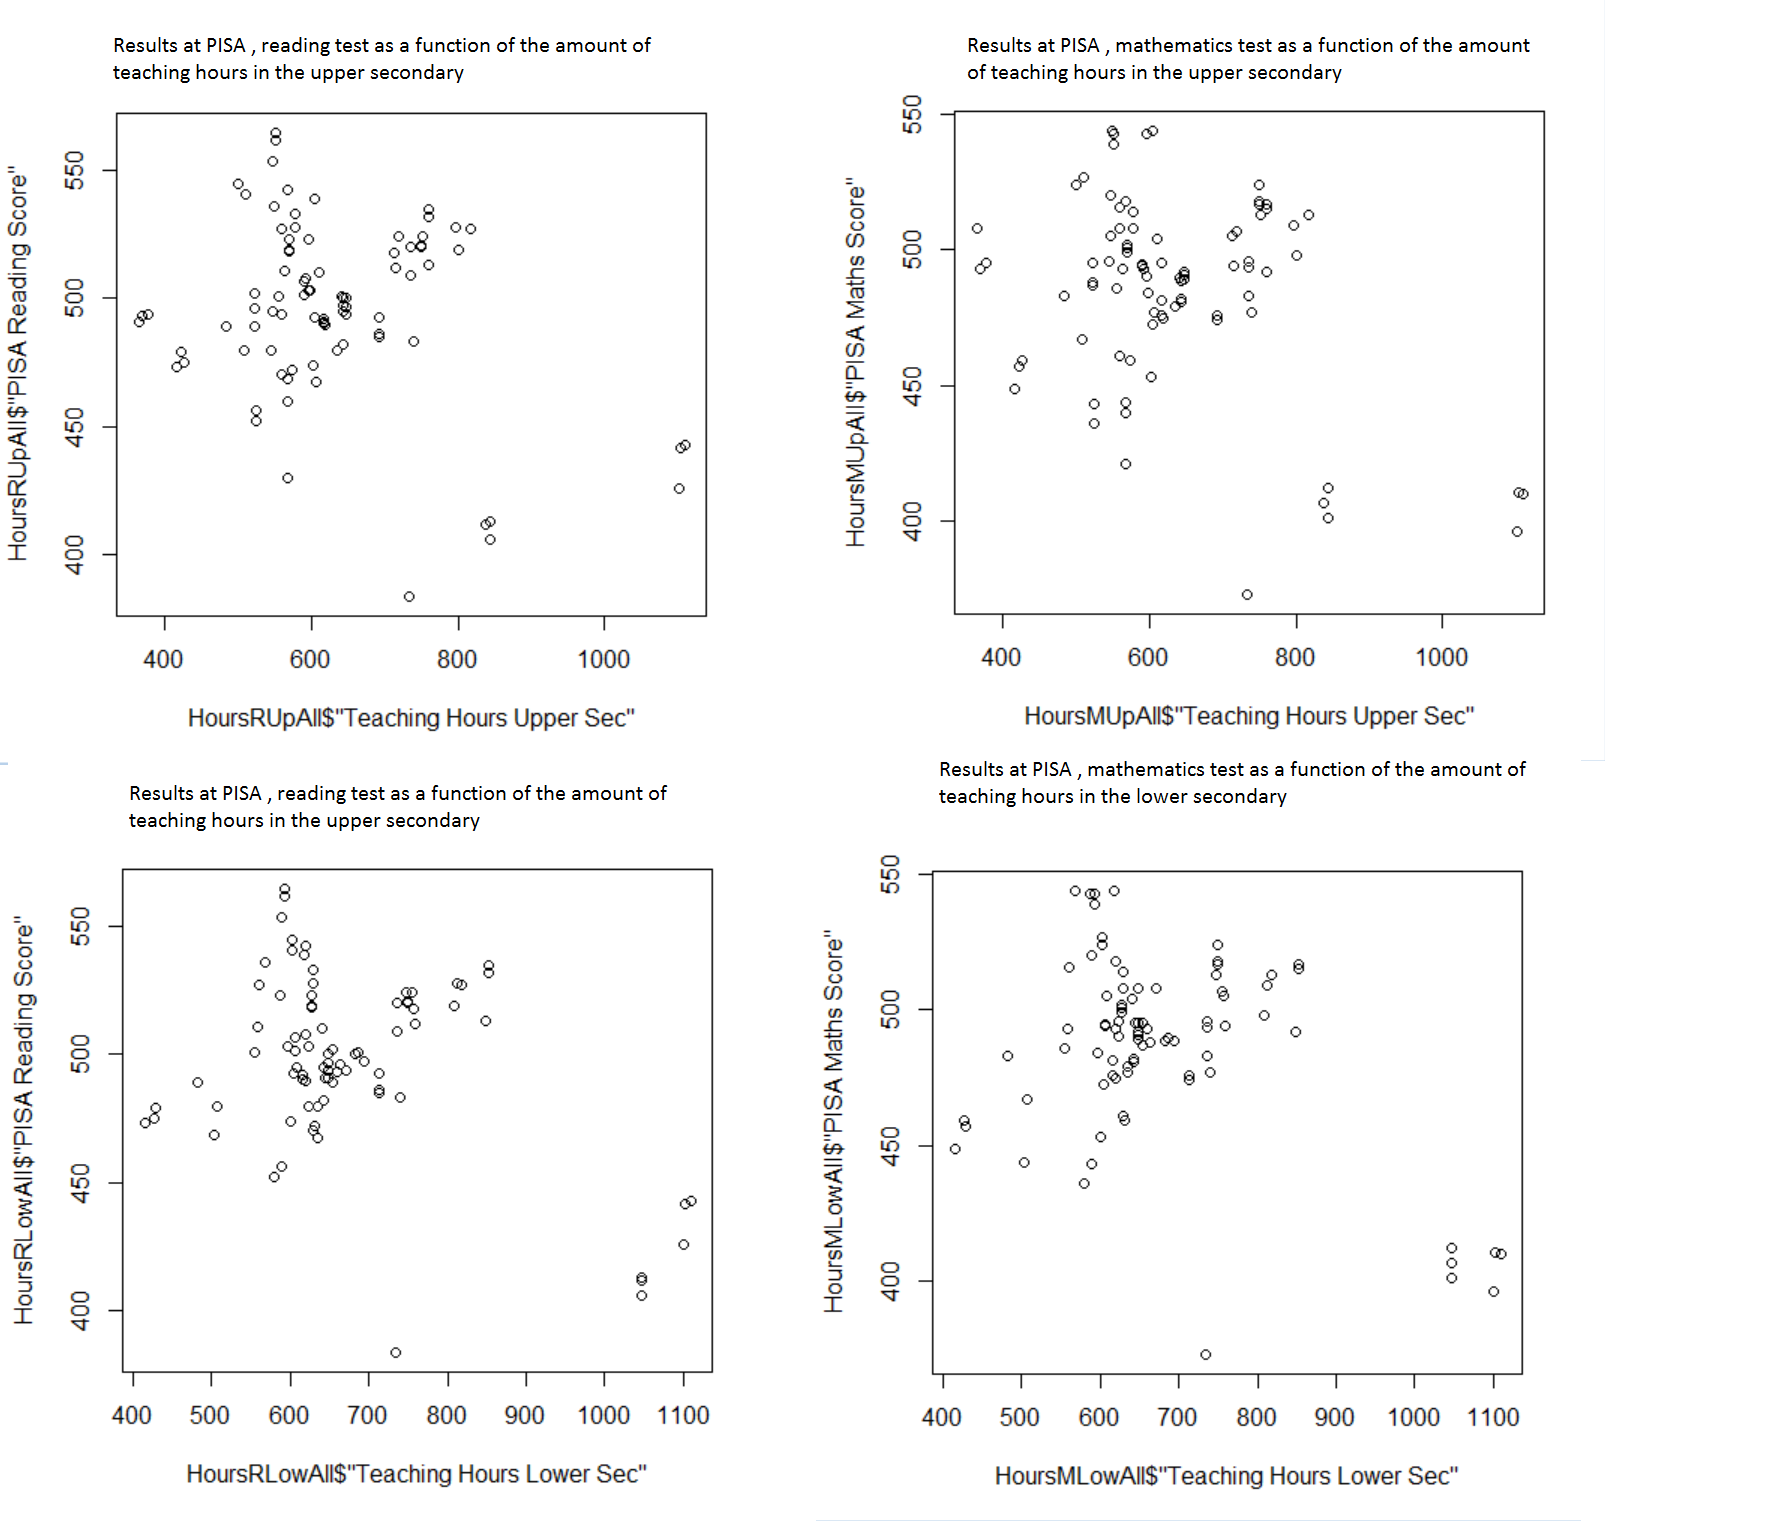 Results at PISA , reading test as a function of the amount of
teaching hours in the upper secondary
HoursRUpAll$"PISA Reading Score"
550
500
450
400
400 600 800 1000
HoursRUpAll$"Teaching Hours Upper Sec"
Results at PISA , mathematics test as a function of the amount
of teaching hours in the upper secondary
HoursMUpAll$"PISA Maths Score"
550
500
450
400
400 600 800 1000
HoursMUpAll$"Teaching Hours Upper Sec"
Results at PISA , reading test as a function of the amount of
teaching hours in the upper secondary
HoursRLowAll$"PISA Reading Score"
550
500
450
400
400 500 600 700 800 900 1000 1100
HoursRLowAll$"Teaching Hours Lower Sec"
Results at PISA , mathematics test as a function of the amount of
teaching hours in the lower secondary
HoursMLowAll$"PISA Maths Score"
550
500
450
400
400 500 600 700 800 900 1000 1100
HoursMLowAll$"Teaching Hours Lower Sec"